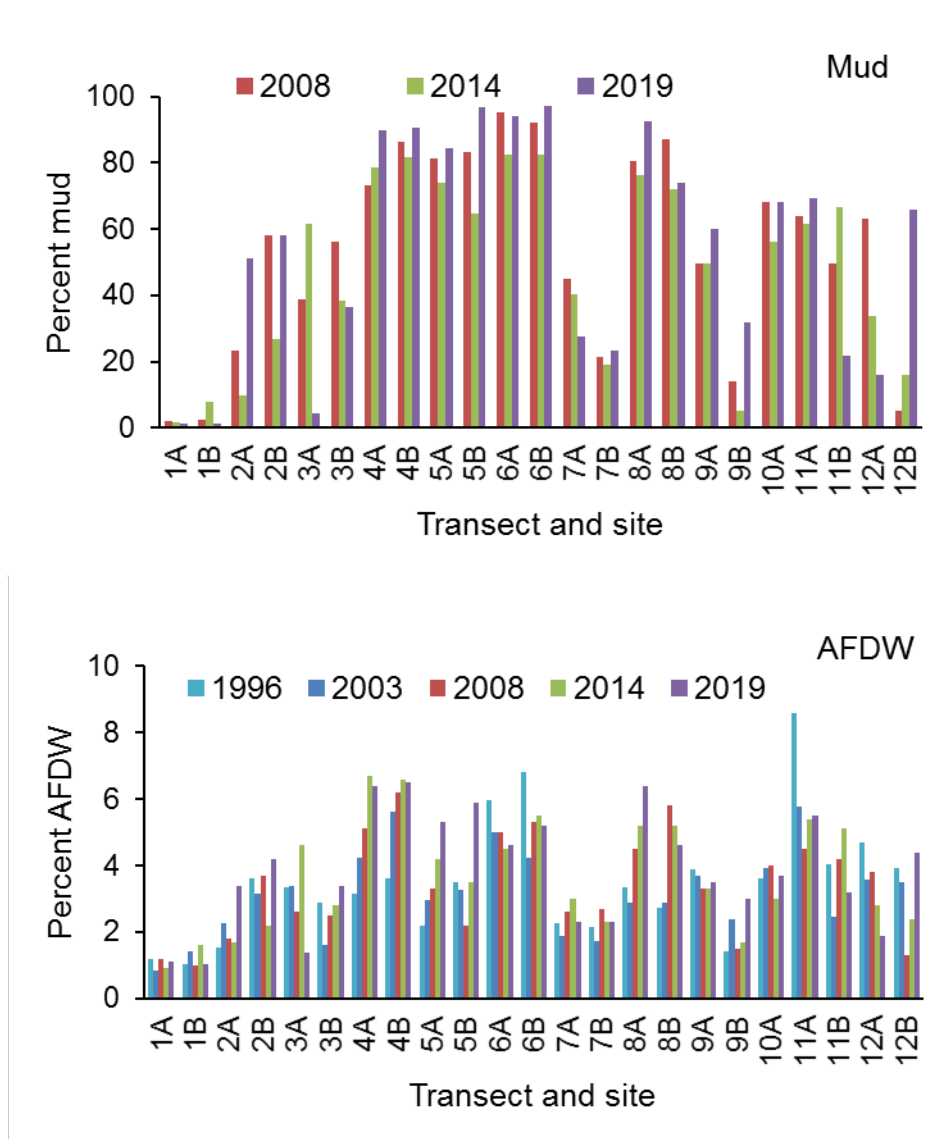 Mud
2008 2014 2019
100
80
60
40
20
0
Percent mud
1A 1B 2A 2B 3A 3B 4A 4B 5A 5B 6A 6B 7A 7B 8A 8B 9A 9B 10A 11A 11B 12A 12B
Transect and site
AFDW
1996 2003 2008 2014 2019
10
8
6
4
2
0
Percent AFDW
1A 1B 2A 2B 3A 3B 4A 4B 5A 5B 6A 6B 7A 7B 8A 8B 9A 9B 10A 11A 11B 12A 12B
Transect and site